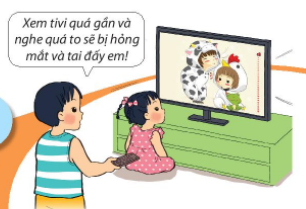 Xem tivi quá gần và
nghe quá to sẽ bị hỏng
mắt và tai đấy em!